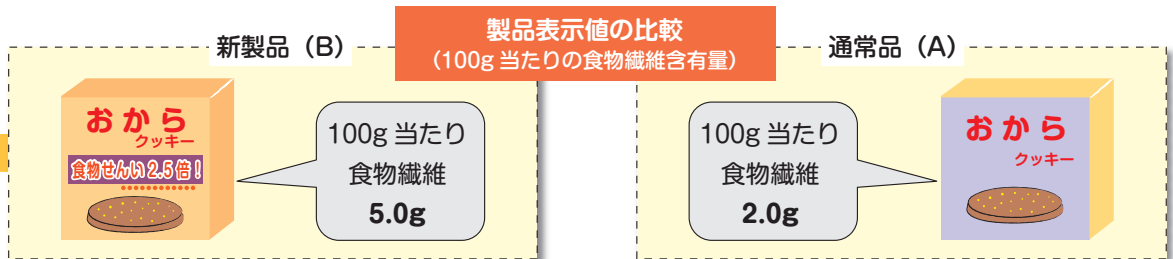 製品表示値の比較
（100g 当たりの食物繊維含有量）
新製品（B）
おから
クッキー
食物せんい2.5倍！
100g 当たり
食物繊維
5.0g
通常品（A）
100g 当たり
食物繊維
2.0g
おから
クッキー